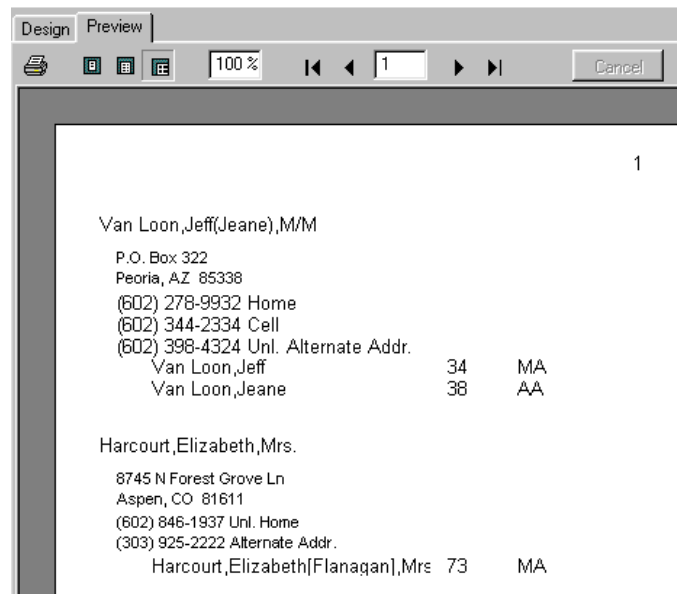 Design Preview
100 % 1 Cancel
1
Van Loon,Jeff(Jeane),M/M
P.O. Box 322
Peoria, AZ 85338
(602) 278-9932 Home
(602) 344-2334 Cell
(602) 398-4324 Unl. Alternate Addr.
Van Loon,Jeff 34 MA
Van Loon,Jeane 38 AA
Harcourt,Elizabeth,Mrs.
8745 N Forest Grove Ln
Aspen, CO 81611
(602) 846-1937 Unl. Home
(303) 925-2222 Alternate Addr.
Harcourt,Elizabeth[Flanagan],Mrs 73 MA